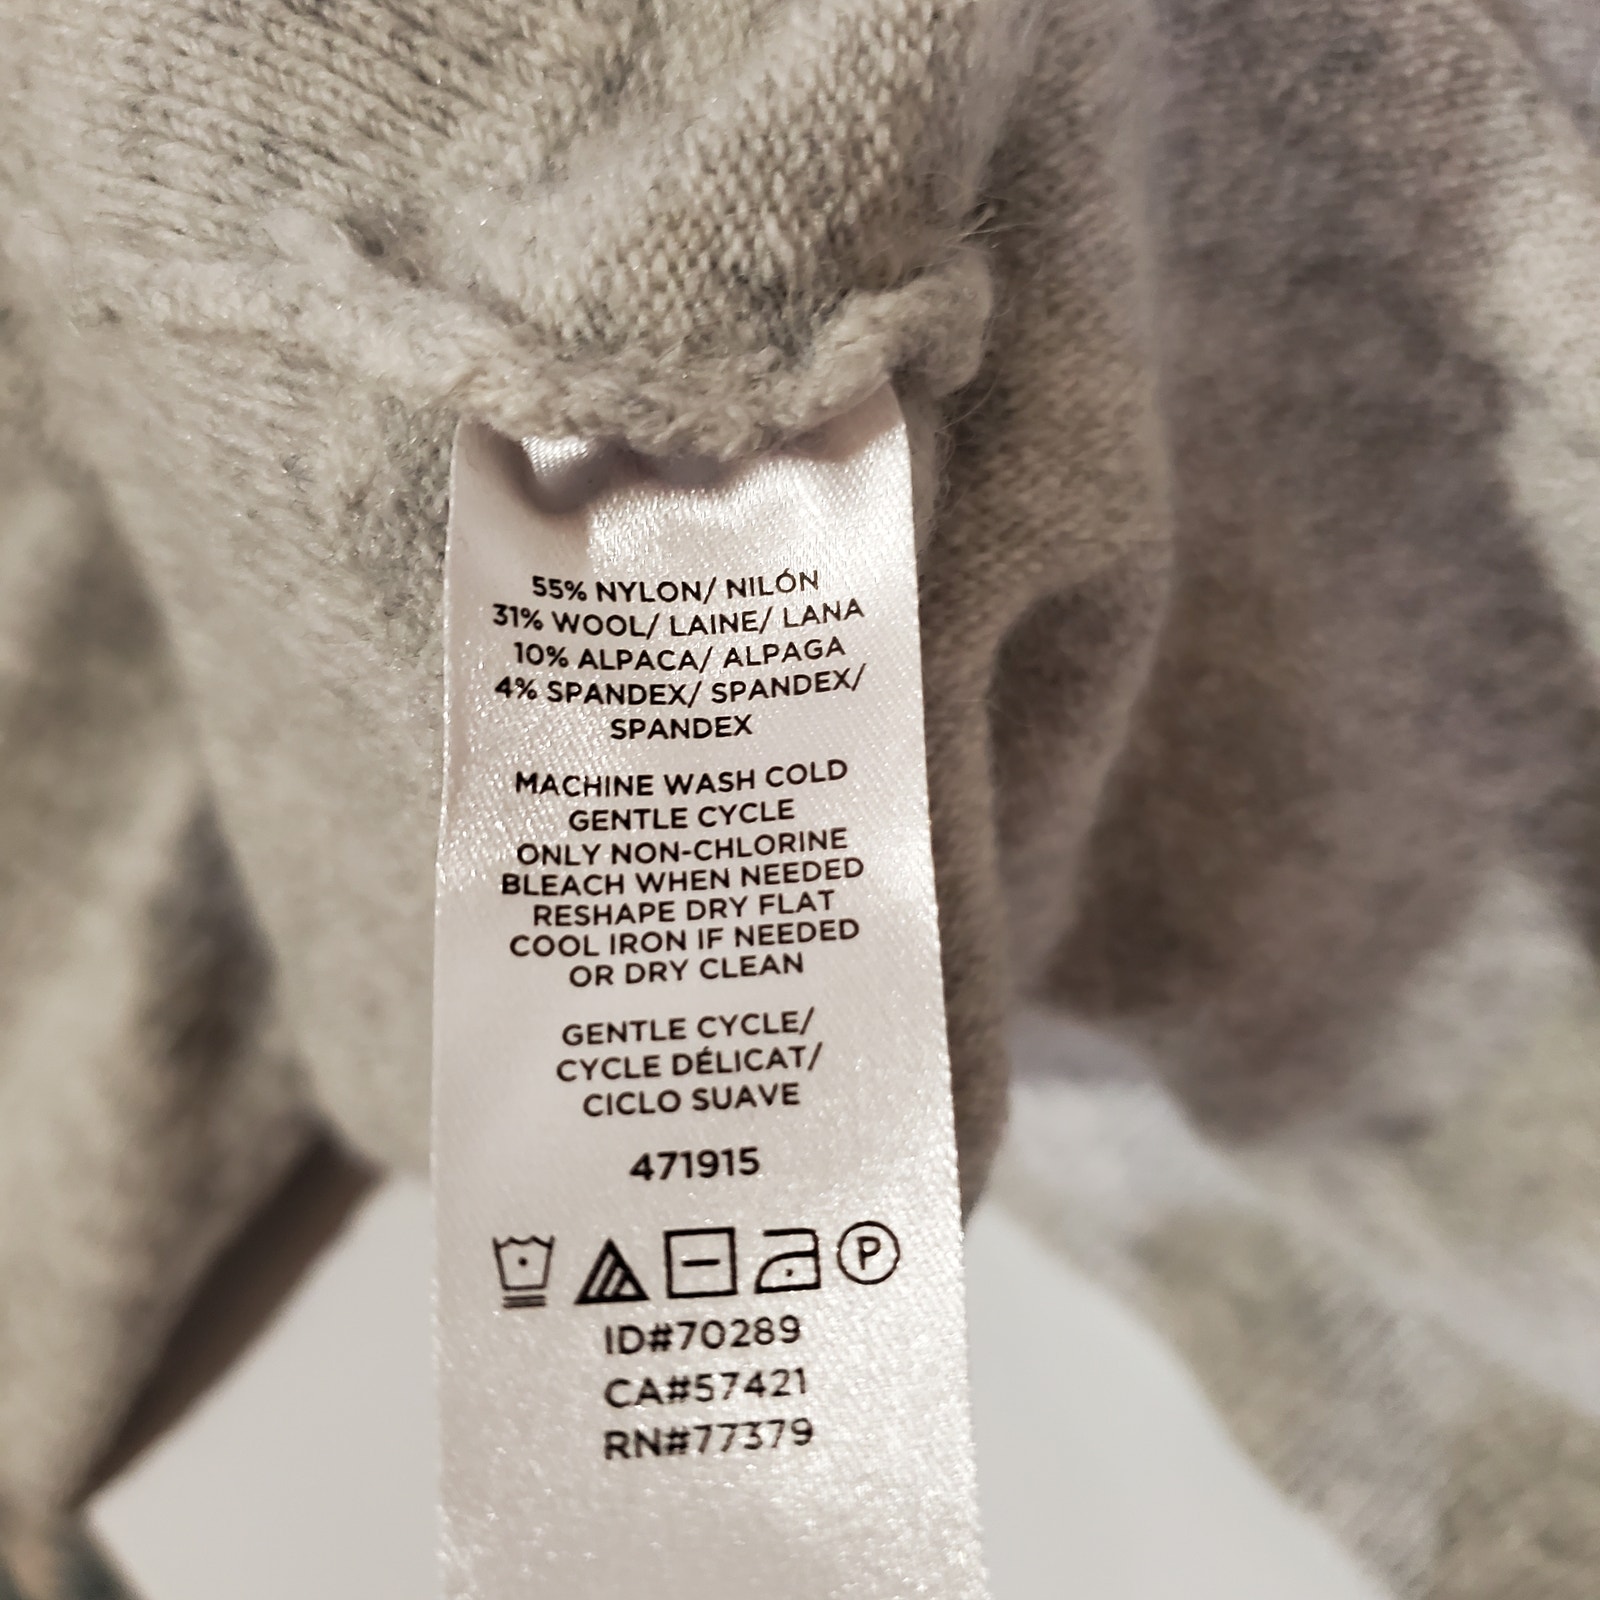 55% NYLON/ NILÓN
31% WOOL/ LAINE/ LANA
10% ALPACA/ ALPAGA
4% SPANDEX/ SPANDEX/
SPANDEX
MACHINE WASH COLD
GENTLE CYCLE
ONLY NON-CHLORINE
BLEACH WHEN NEEDED
RESHAPE DRY FLAT
COOL IRON IF NEEDED
OR DRY CLEAN
GENTLE CYCLE/
CYCLE DÉLICAT/
CICLO SUAVE
471915
P
ID#70289
CA#57421
RN#77379